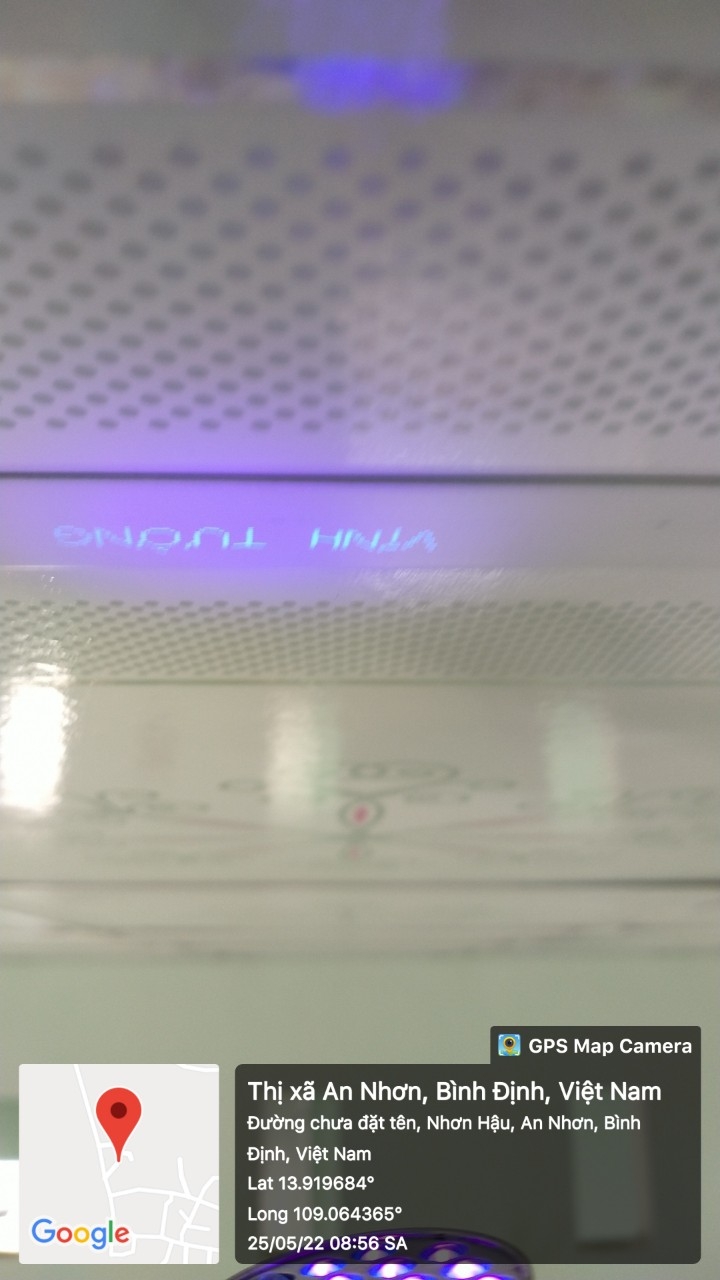 VĨNH TƯỜNG
GPS Map Camera
Thị xã An Nhơn, Bình Định, Việt Nam
Đường chưa đặt tên, Nhơn Hậu, An Nhơn, Bình
Định, Việt Nam
Lat 13.919684°
Long 109.064365°
25/05/22 08:56 SA
Google